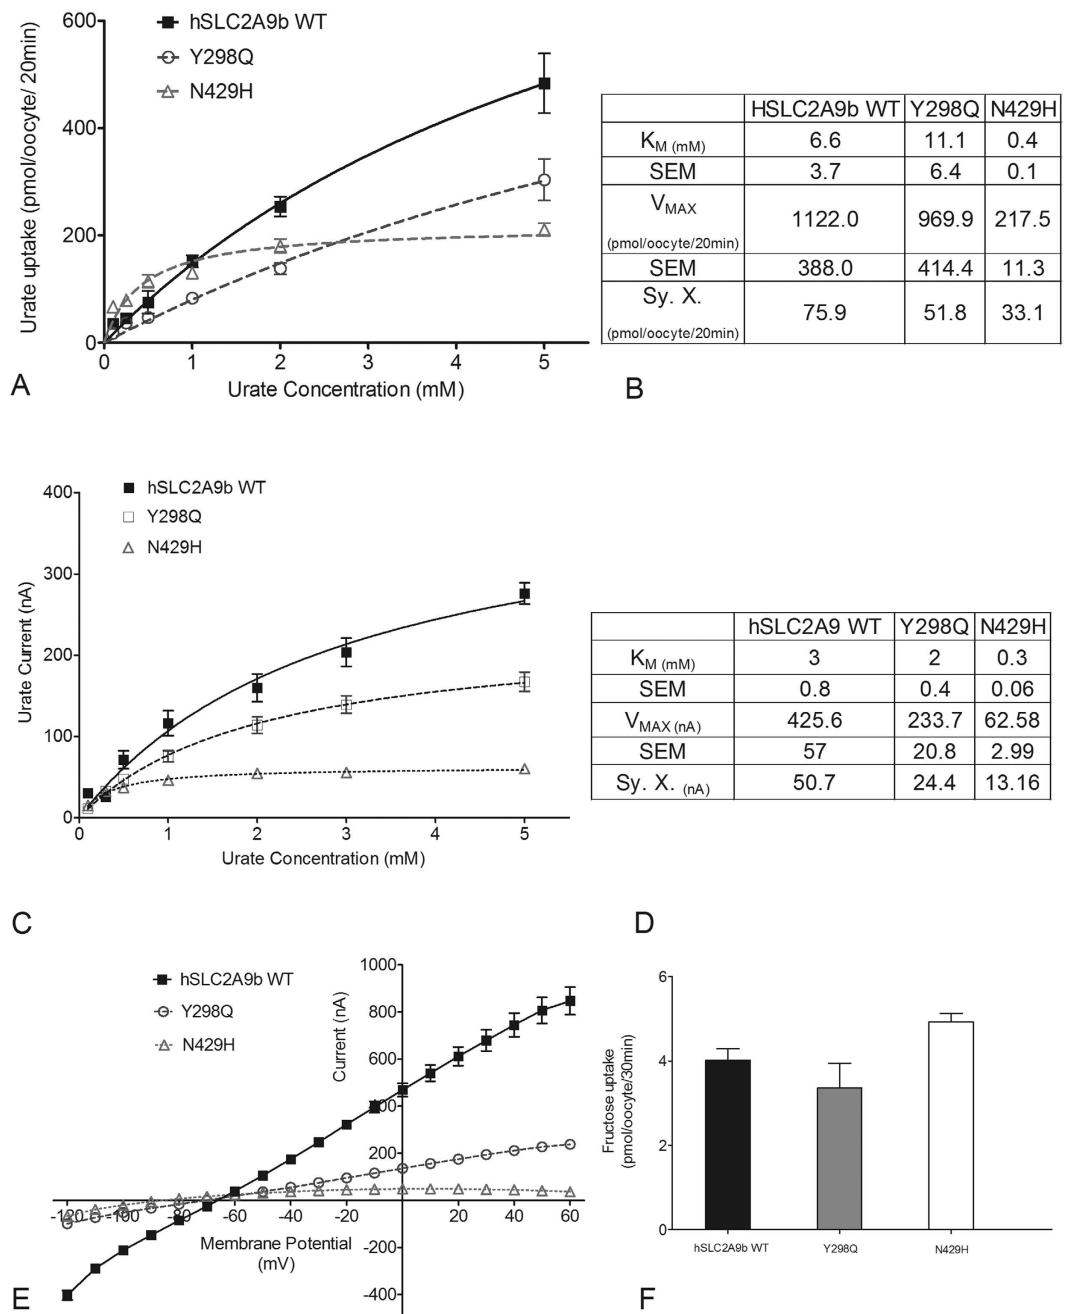 600
400
200
0
Urate uptake (pmol/oocyte/ 20min)
hSLC2A9b WT
Y298Q
N429H
0 1 2 3 4 5
Urate Concentration (mM)
A
HSLC2A9b WT Y298Q N429H
KM (mM) 6.6 11.1 0.4
SEM 3.7 6.4 0.1
VMAX
(pmol/oocyte/20min) 1122.0 969.9 217.5
SEM 388.0 414.4 11.3
Sy. X.
(pmol/oocyte/20min) 75.9 51.8 33.1
B
400
300
200
100
0
Urate Current (nA)
hSLC2A9b WT
Y298Q
N429H
0 1 2 3 4 5
Urate Concentration (mM)
C
hSLC2A9 WT Y298Q N429H
KM (mM) 3 2 0.3
SEM 0.8 0.4 0.06
VMAX (nA) 425.6 233.7 62.58
SEM 57 20.8 2.99
Sy. X. (nA) 50.7 24.4 13.16
D
hSLC2A9b WT
Y298Q
N429H
Current (nA)
1000
800
600
400
200
-200
-400
-120 -100 -80 -60 -40 -20 20 40 60
Membrane Potential
(mV)
E
6
4
2
0
Fructose uptake
(pmol/oocyte/30min)
hSLC2A9b WT Y298Q N429H
F